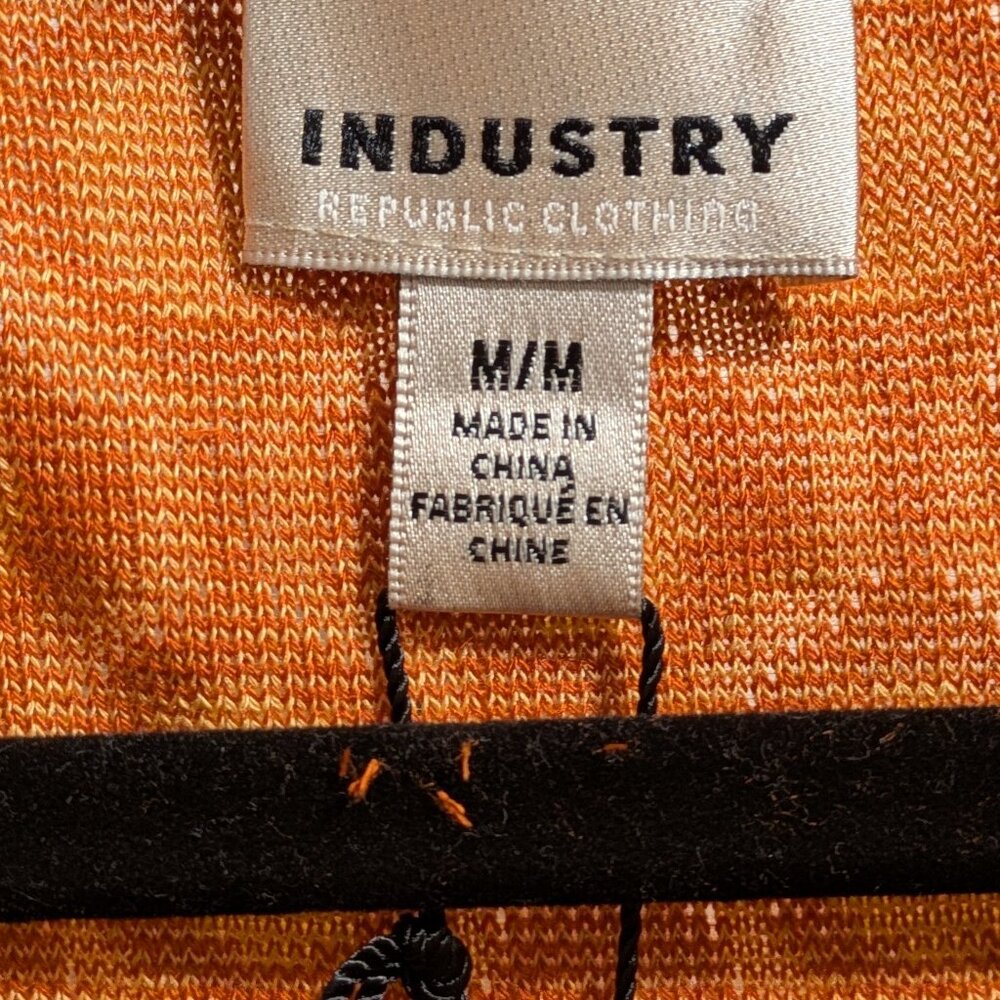 INDUSTRY
REPUBLIC CLOTHING
M/M
MADE IN
CHINA
FABRIQUÉ EN
CHINE